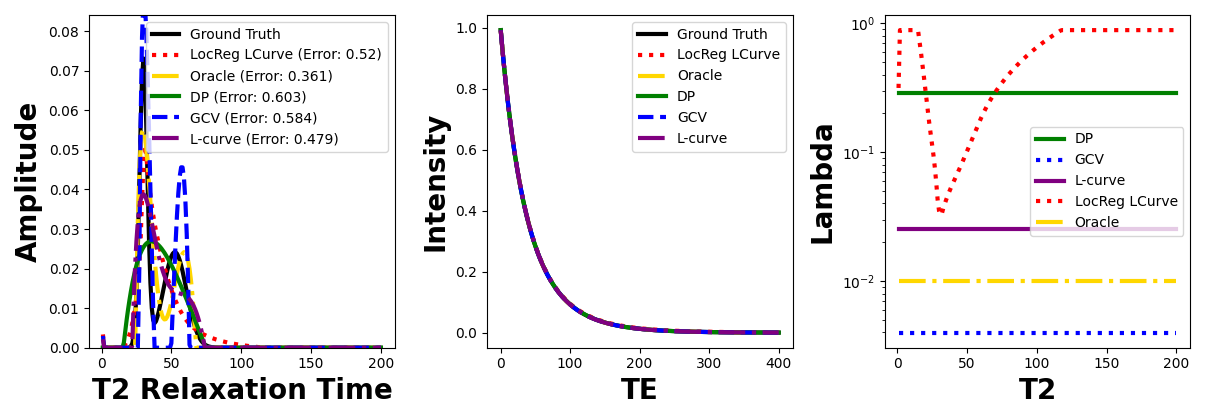 Amplitude
0.08
0.07
0.06
0.05
0.04
0.03
0.02
0.01
0.00
0
50
100
150
200
T2 Relaxation Time
Ground Truth
LocReg LCurve (Error: 0.52)
Oracle (Error: 0.361)
DP (Error: 0.603)
GCV (Error: 0.584)
L-curve (Error: 0.479)
Intensity
1.0
0.8
0.6
0.4
0.2
0.0
0
100
200
300
400
TE
Ground Truth
LocReg LCurve
Oracle
DP
GCV
L-curve
Lambda
10⁰
10⁻¹
10⁻²
0
50
100
150
200
T2
DP
GCV
L-curve
LocReg LCurve
Oracle